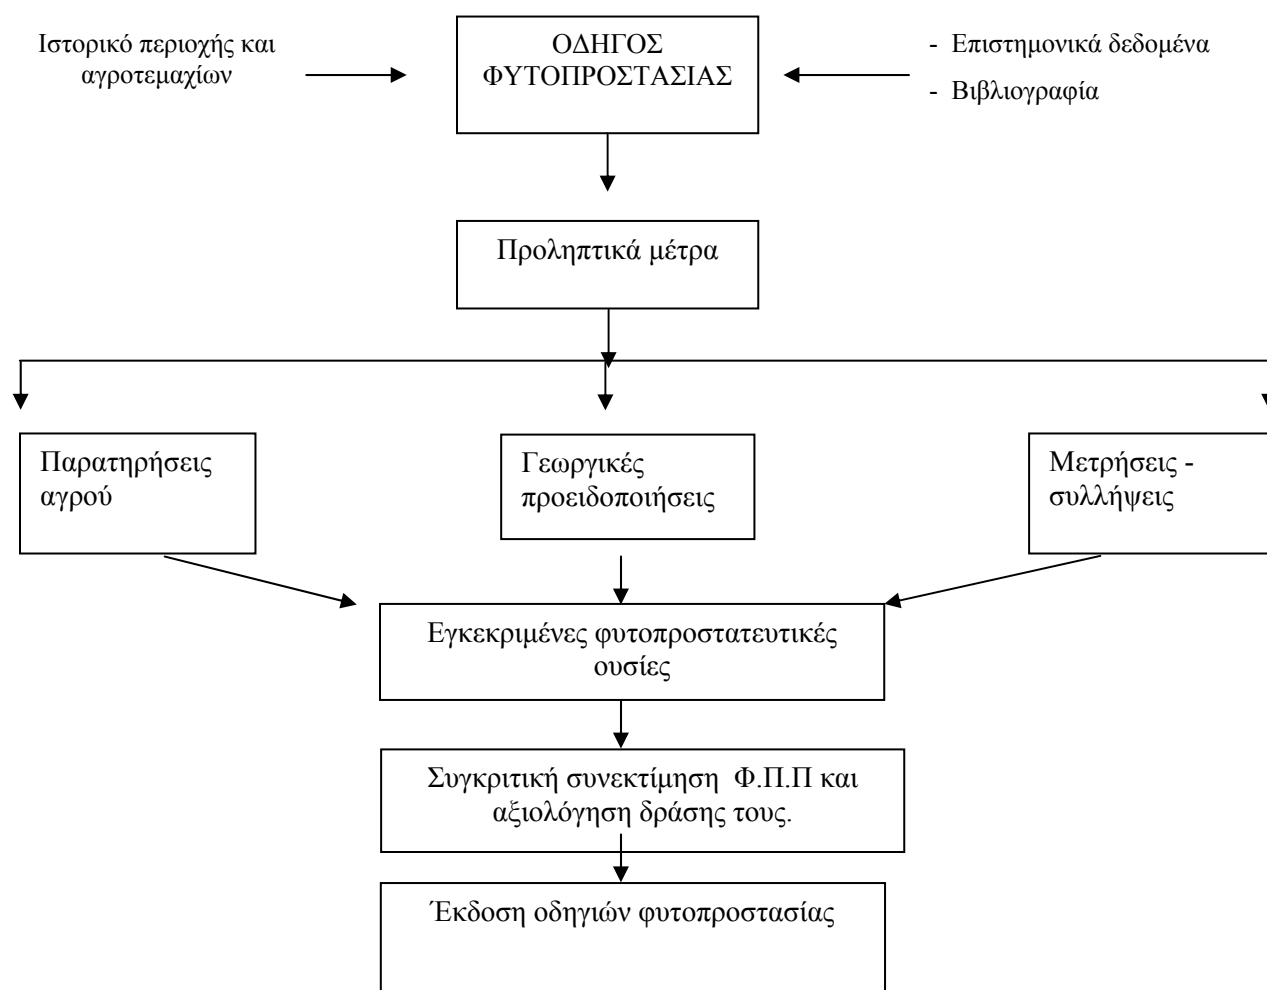 Ιστορικό περιοχής και
αγροτεμαχίων
ΟΔΗΓΟΣ
ΦΥΤΟΠΡΟΣΤΑΣΙΑΣ
- Επιστημονικά δεδομένα
- Βιβλιογραφία
Προληπτικά μέτρα
Παρατηρήσεις
αγρού
Γεωργικές
προειδοποιήσεις
Μετρήσεις -
συλλήψεις
Εγκεκριμένες φυτοπροστατευτικές
ουσίες
Συγκριτική συνεκτίμηση Φ.Π.Π και
αξιολόγηση δράσης τους.
Έκδοση οδηγιών φυτοπροστασίας